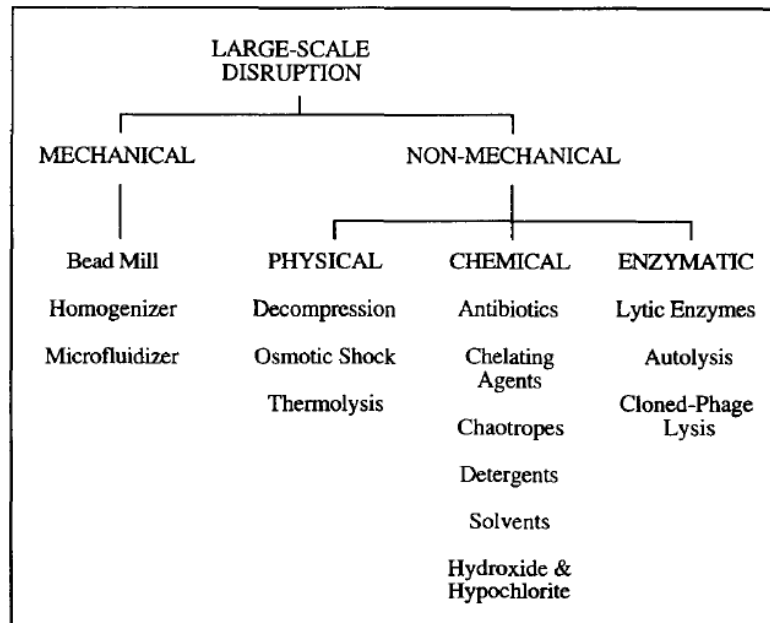 LARGE-SCALE
DISRUPTION
MECHANICAL
NON-MECHANICAL
Bead Mill
Homogenizer
Microfluidizer
PHYSICAL
Decompression
Osmotic Shock
Thermolysis
CHEMICAL
Antibiotics
Chelating
Agents
Chaotropes
Detergents
Solvents
Hydroxide &
Hypochlorite
ENZYMATIC
Lytic Enzymes
Autolysis
Cloned-Phage
Lysis